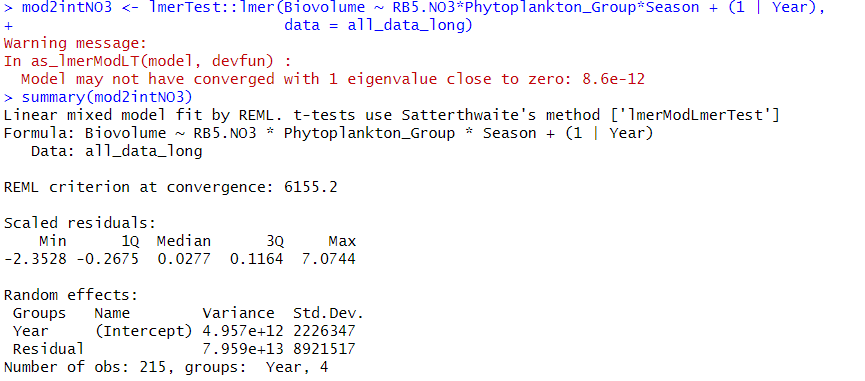 > mod2intNO3 <- lmerTest::lmer(Biovolume ~ RB5.NO3*Phytoplankton_Group*Season + (1 | Year),
+                               data = all_data_long)
Warning message:
In as_lmerModLT(model, devfun) :
  Model may not have converged with 1 eigenvalue close to zero: 8.6e-12
> summary(mod2intNO3)
Linear mixed model fit by REML. t-tests use Satterthwaite's method ['lmerModLmerTest']
Formula: Biovolume ~ RB5.NO3 * Phytoplankton_Group * Season + (1 | Year)
   Data: all_data_long
REML criterion at convergence: 6155.2
Scaled residuals:
    Min      1Q  Median      3Q     Max
-2.3528 -0.2675  0.0277  0.1164  7.0744
Random effects:
 Groups   Name        Variance  Std.Dev.
 Year     (Intercept) 4.957e+12 2226347
 Residual             7.959e+13 8921517
Number of obs: 215, groups:  Year, 4